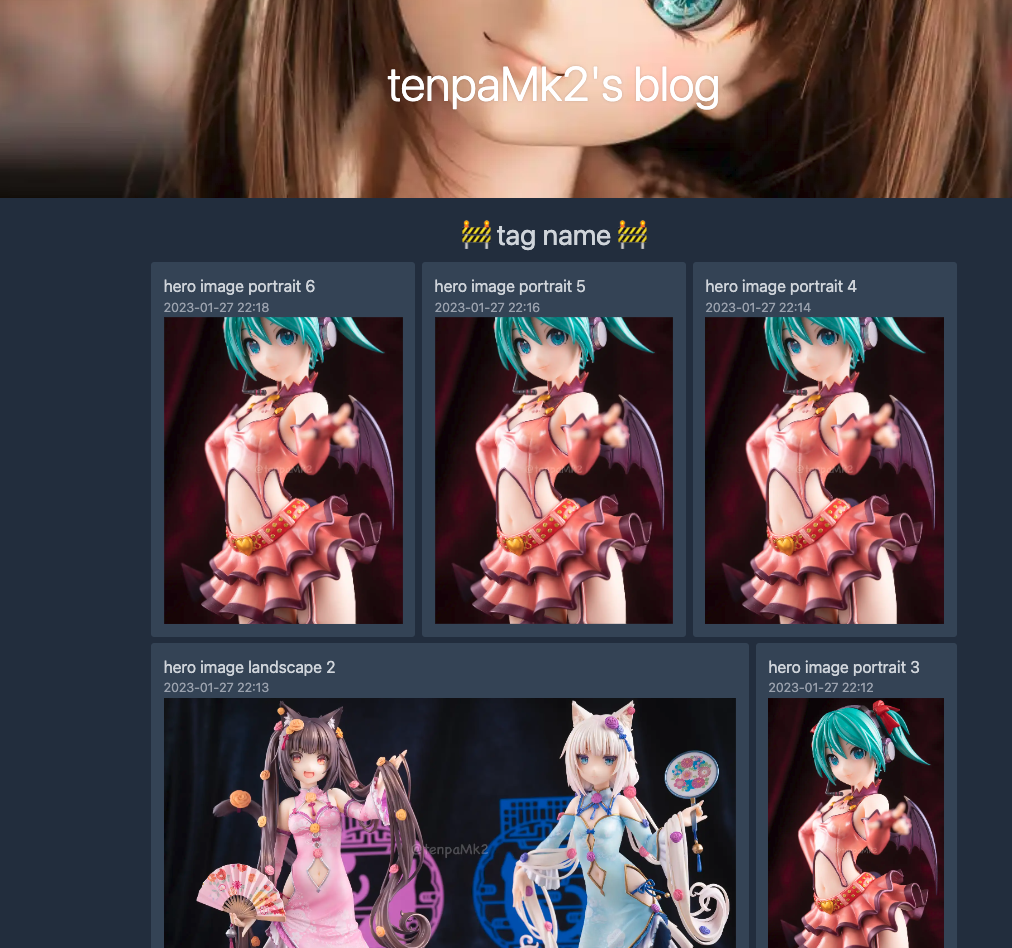 tenpaMk2's blog
🚧 tag name 🚧
hero image portrait 6
2023-01-27 22:18
hero image portrait 5
2023-01-27 22:16
hero image portrait 4
2023-01-27 22:14
hero image landscape 2
2023-01-27 22:13
@tenpaMk2
hero image portrait 3
2023-01-27 22:12